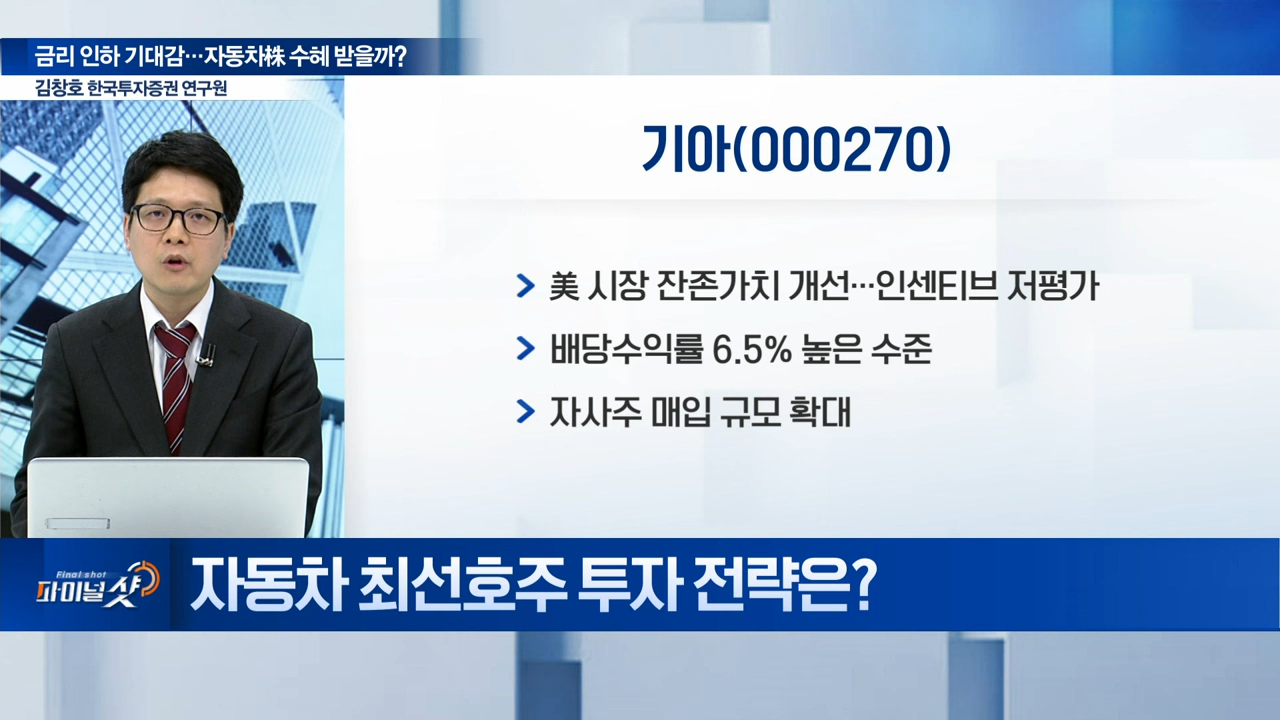 금리 인하 기대감…자동차株 수혜 받을까?
김창호 한국투자증권 연구원
기아(000270)
> 美 시장 잔존가치 개선…인센티브 저평가
> 배당수익률 6.5% 높은 수준
> 자사주 매입 규모 확대
Final shot
파이널샷
자동차 최선호주 투자 전략은?